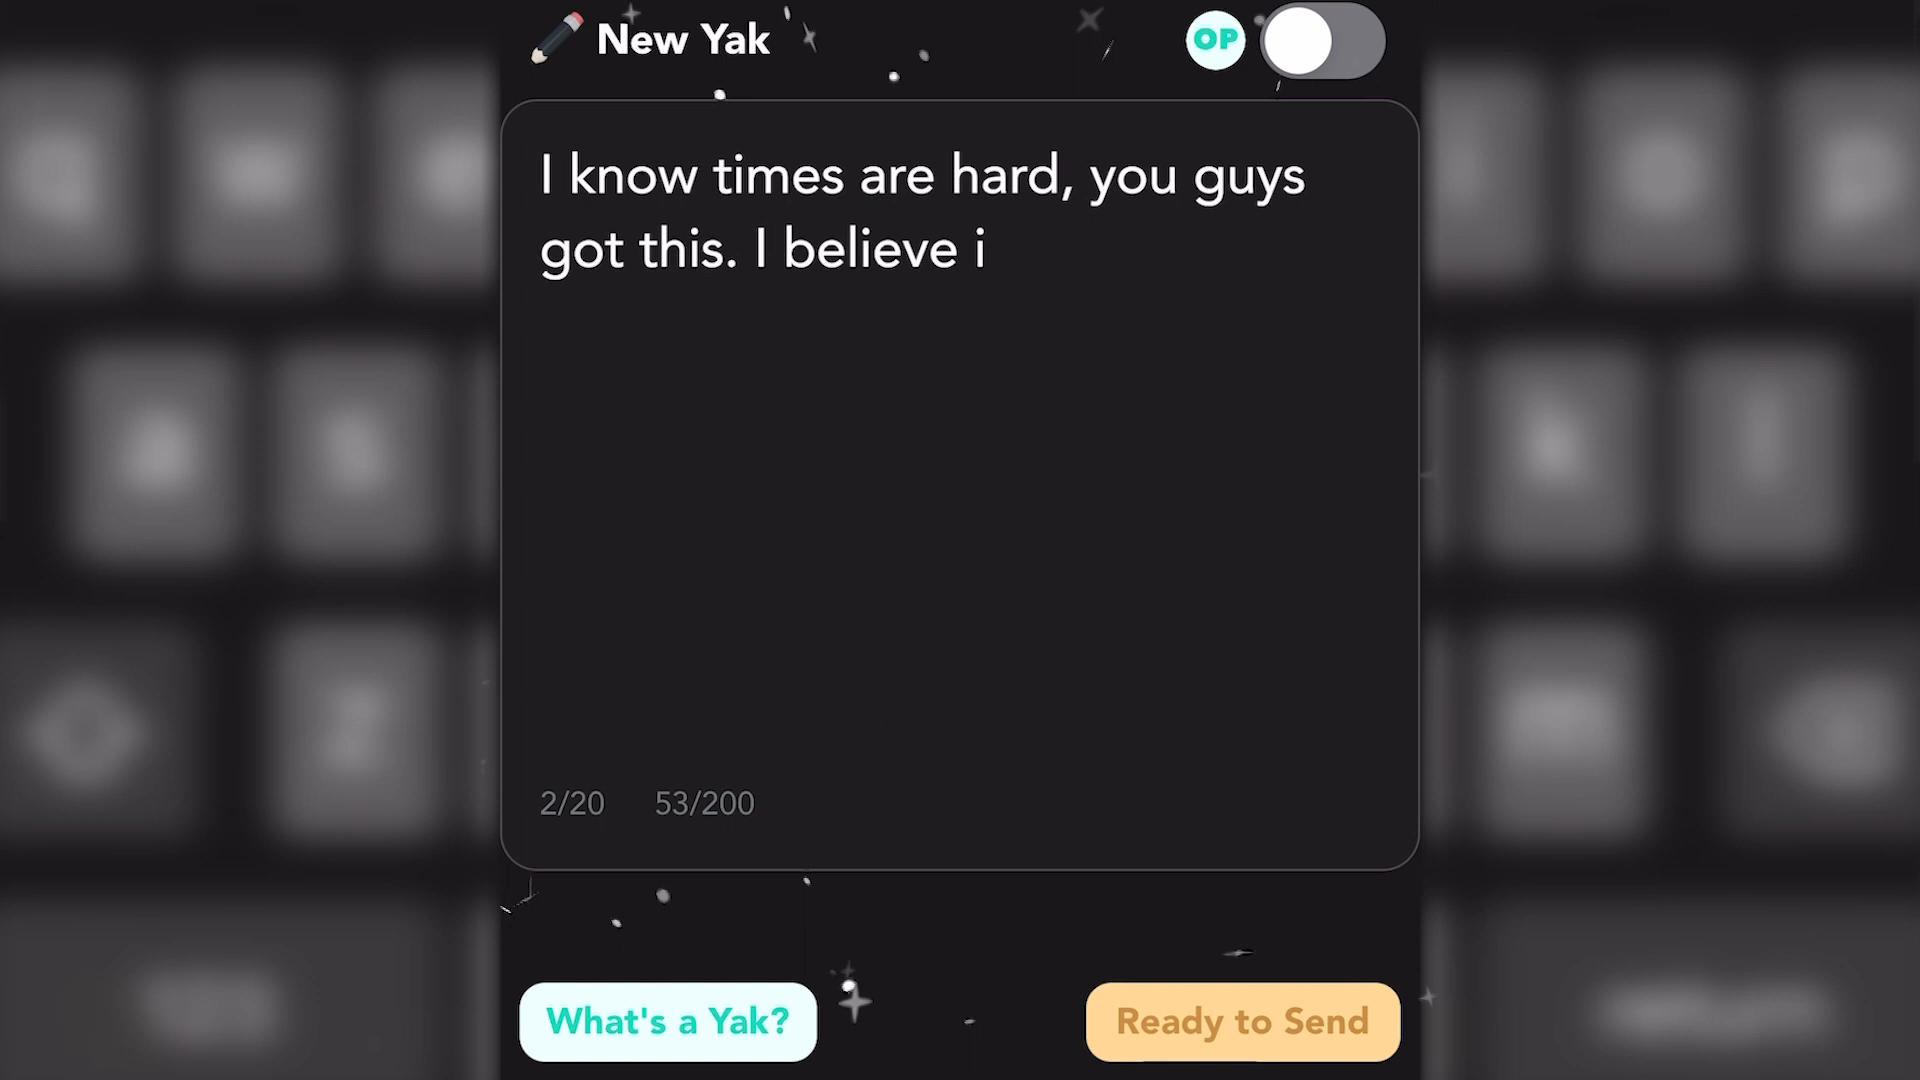 New Yak
OP
I know times are hard, you guys
got this. I believe i
2/20 53/200
What's a Yak?
Ready to Send